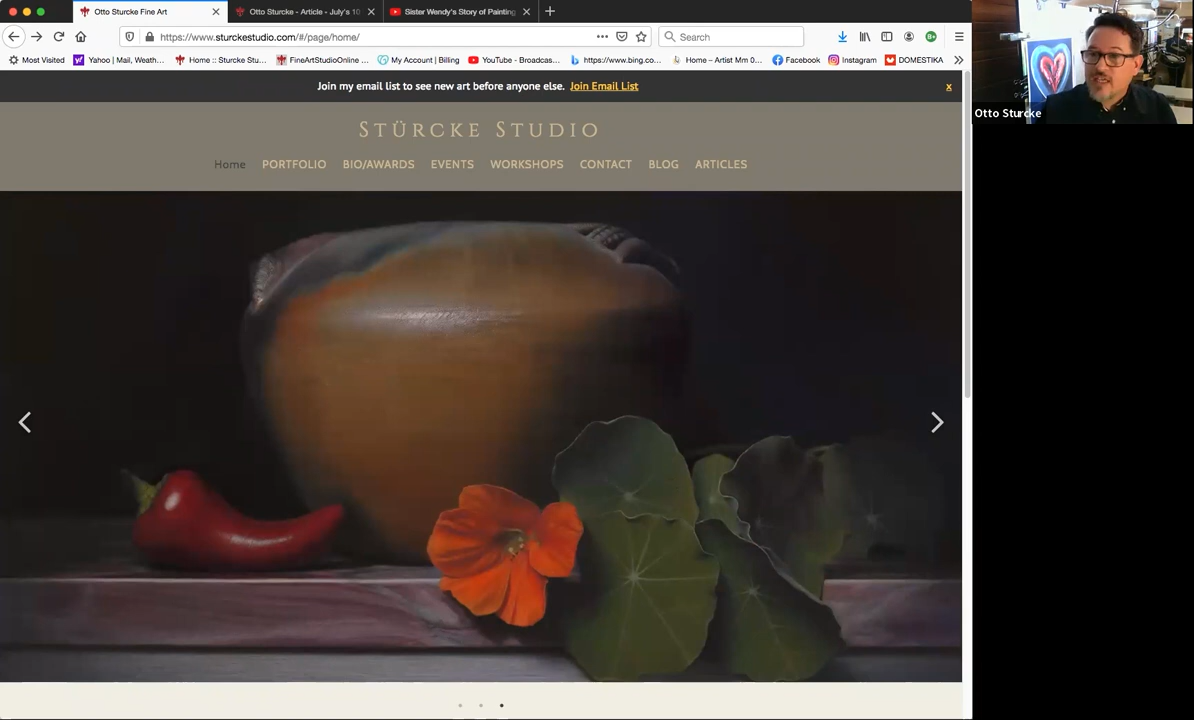 Otto Sturcke Fine Art
Otto Sturcke - Article - July's 10
Sister Wendy's Story of Painting
https://www.sturckestudio.com/#/page/home/
Search
Most Visited
Yahoo | Mail, Weath...
Home :: Sturcke Stu...
FineArtStudioOnline ...
My Account | Billing
YouTube - Broadcas...
https://www.bing.co...
Home – Artist Mm 0...
Facebook
Instagram
DOMESTIKA
Join my email list to see new art before anyone else. Join Email List
x
STÜRCKE STUDIO
Home PORTFOLIO BIO/AWARDS EVENTS WORKSHOPS CONTACT BLOG ARTICLES
Otto Sturcke